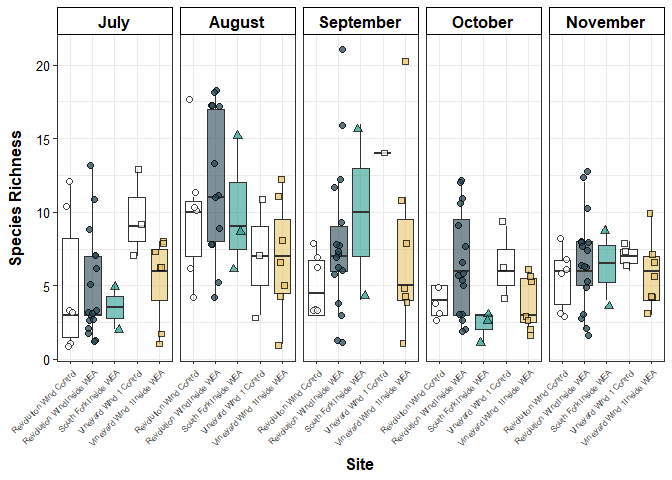 July August September October November
Species Richness
20
15
10
5
0
Revolution Wind Control Revolution Wind Inside WEA South Fork Inside WEA Vineyard Wind 1 Control Vineyard Wind 1 Inside WEA
Revolution Wind Control Revolution Wind Inside WEA South Fork Inside WEA Vineyard Wind 1 Control Vineyard Wind 1 Inside WEA
Revolution Wind Control Revolution Wind Inside WEA South Fork Inside WEA Vineyard Wind 1 Control Vineyard Wind 1 Inside WEA
Revolution Wind Control Revolution Wind Inside WEA South Fork Inside WEA Vineyard Wind 1 Control Vineyard Wind 1 Inside WEA
Revolution Wind Control Revolution Wind Inside WEA South Fork Inside WEA Vineyard Wind 1 Control Vineyard Wind 1 Inside WEA
Site